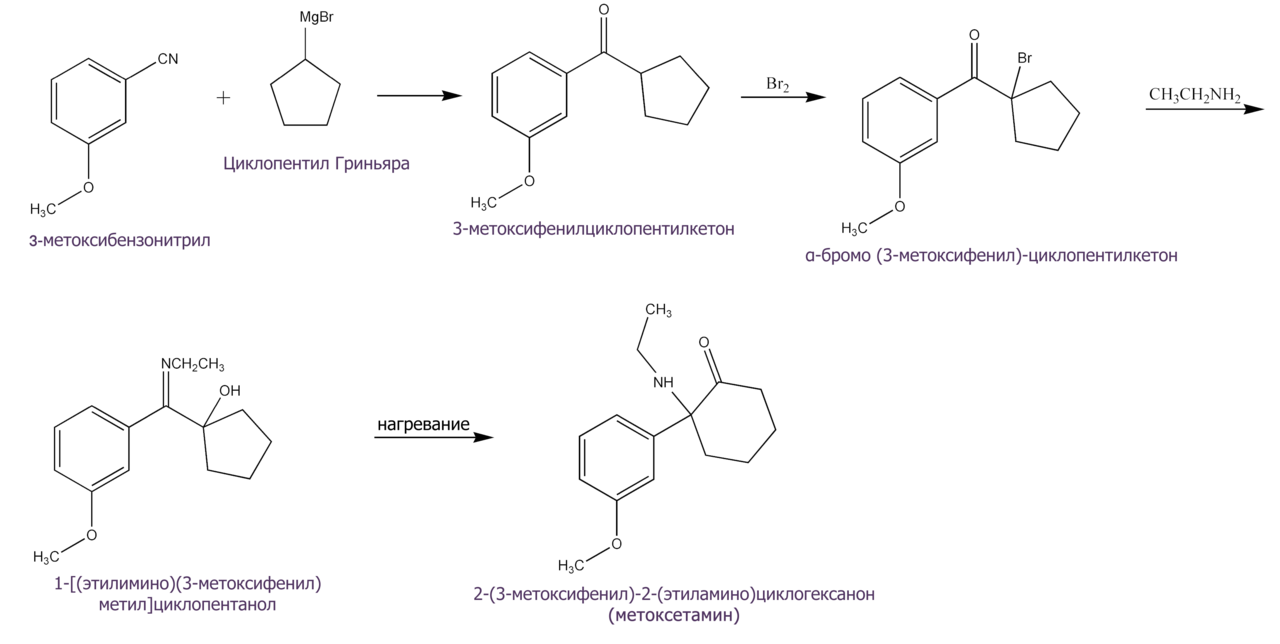 MgBr
CN
+
O
O
Br
Br₂
CH₃CH₂NH₂
O
H₃C
Циклопентил Гриньяра
3-метоксибензонитрил
O
H₃C
3-метоксифенилциклопентилкетон
O
H₃C
α-бромо (3-метоксифенил)-циклопентилкетон
NCH₂CH₃
OH
нагревание
CH₃
NH
O
O
H₃C
1-[(этилимино)(3-метоксифенил)
метил]циклопентанол
O
H₃C
2-(3-метоксифенил)-2-(этиламино)циклогексанон
(метоксетамин)